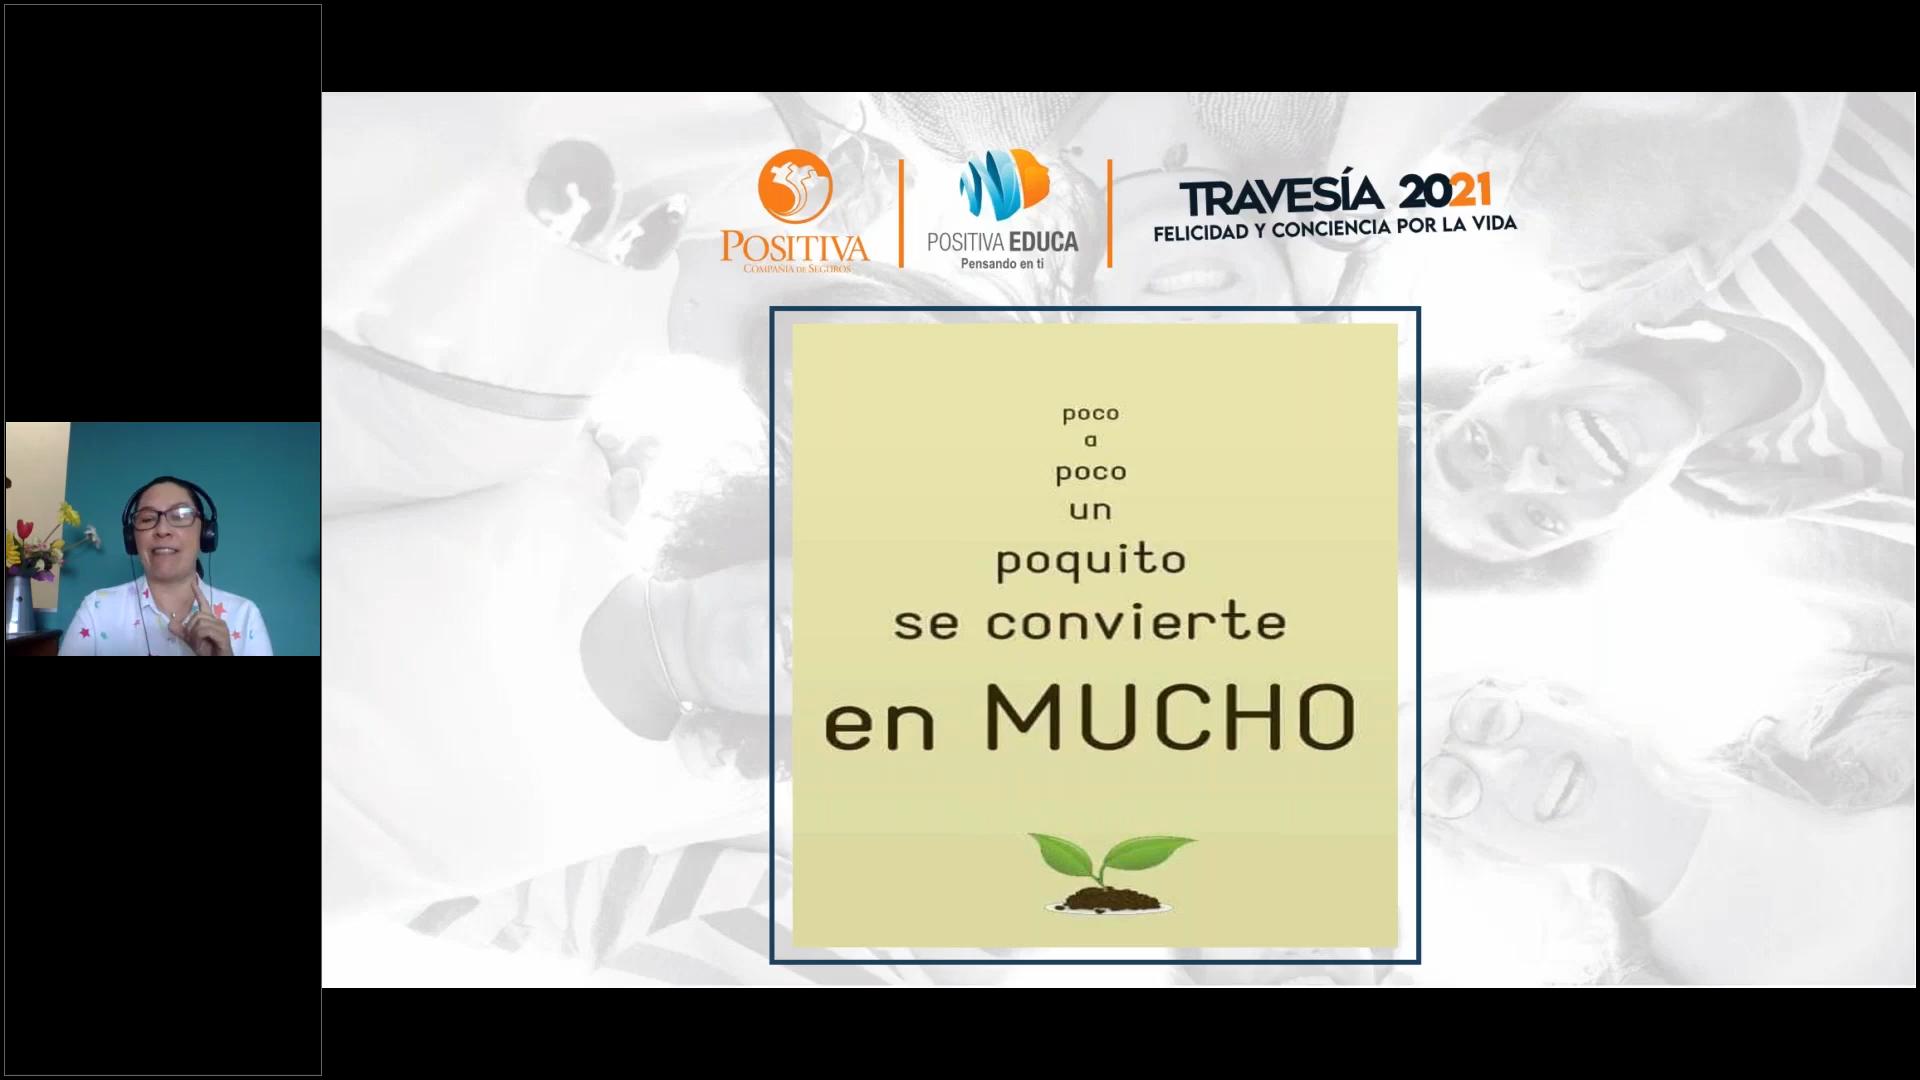 POSITIVA
COMPAÑÍA DE SEGUROS
POSITIVA EDUCA
Pensando en ti
TRAVESÍA 2021
FELICIDAD Y CONCIENCIA POR LA VIDA
poco
a
poco
un
poquito
se convierte
en MUCHO